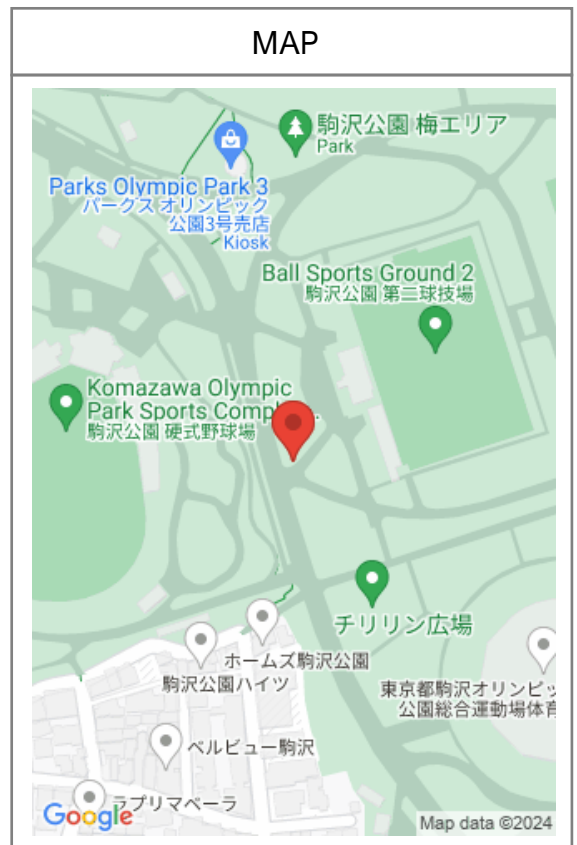 MAP
駒沢公園 梅エリア
Park
Parks Olympic Park 3
パークス オリンピック
公園3号売店
Kiosk
Ball Sports Ground 2
駒沢公園 第二球技場
Komazawa Olympic
Park Sports Comp...
駒沢公園 硬式野球場
チリリン広場
ホームズ駒沢公園
駒沢公園ハイツ
東京都駒沢オリンピッ
公園総合運動場体育
ベルビュー駒沢
ラプリマベーラ
Google
Map data ©2024